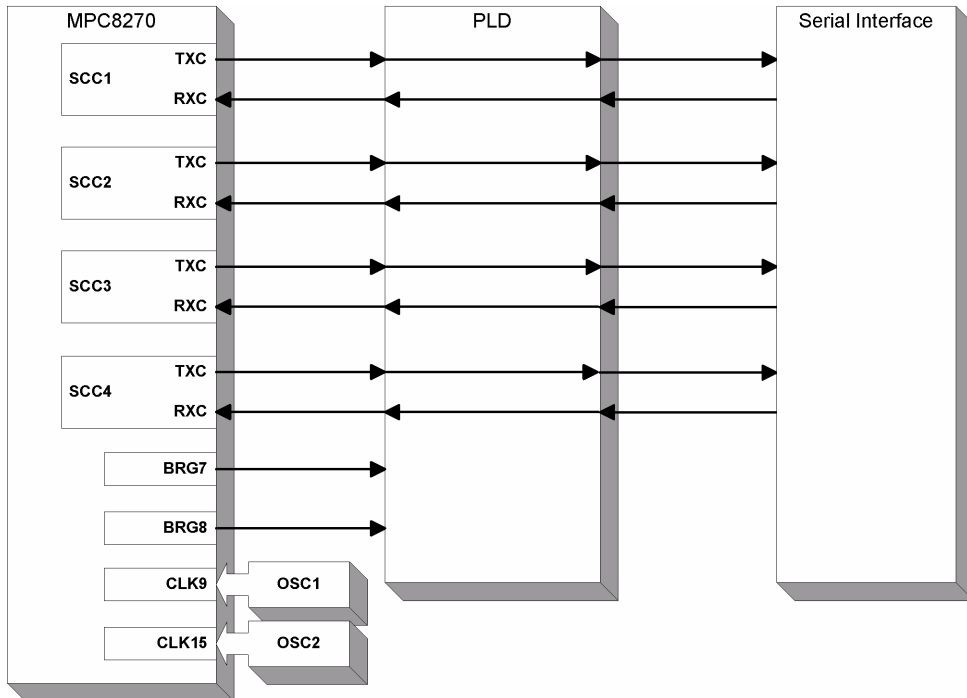 MPC8270
PLD
Serial Interface
TXC
SCC1
RXC
TXC
SCC2
RXC
TXC
SCC3
RXC
TXC
SCC4
RXC
BRG7
BRG8
CLK9
OSC1
CLK15
OSC2